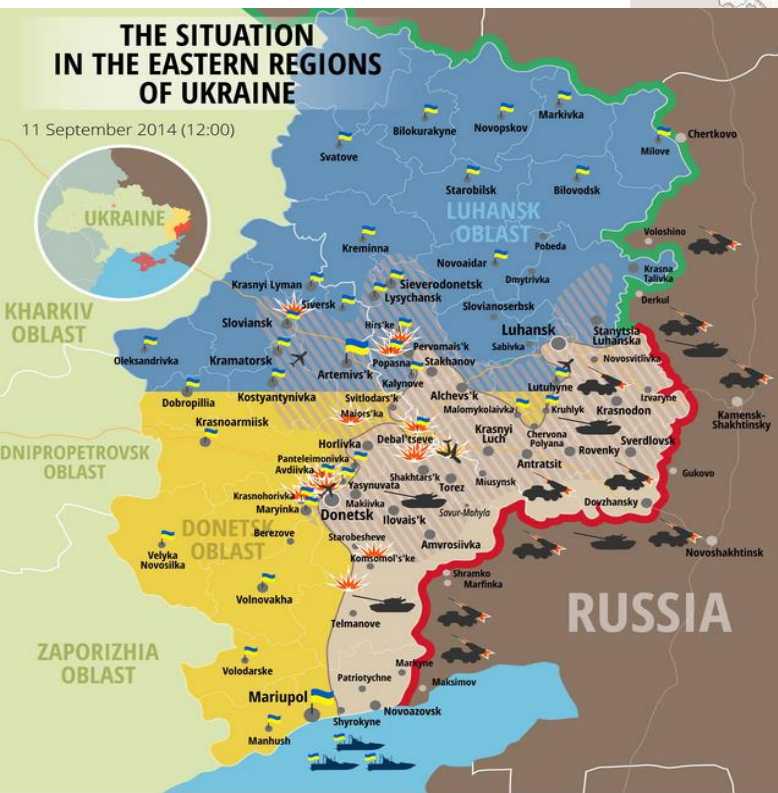 THE SITUATION
IN THE EASTERN REGIONS
OF UKRAINE
11 September 2014 (12:00)
UKRAINE
Markivka
Bilokurakyne
Novopskov
Chertkovo
Svatove
Milove
Starobilsk
Bilovodsk
LUHANSK
OBLAST
Voloshino
Kreminna
Pobeda
Novoaidar
Krasna
Talivka
Dmytrivka
Krasnyi Lyman
Sieverodonetsk
Siversk
Lysychansk
Derkul
KHARKIV
OBLAST
Slovianoserbsk
Sloviansk
Hirs'ke
Luhansk
Stanytsia
Luhanska
Pervomais'k
Sabivka
Oleksandrivka
Kramatorsk
Popasna
Stakhanov
Novosvitlivka
Artemivs'k
Kalynove
Lutuhyne
Kostyantynivka
Svitlodars'k
Alchevs'k
Izvaryne
Dobropillia
Maiors'ka
Malomykolaivka
Kruhlyk
Krasnodon
Kamensk-
Shakhtinsky
Krasnoarmiisk
Krasnyi
Luch
Chervona
Polyana
Debal'tseve
Horlivka
Sverdlovsk
DNIPROPETROVSK
OBLAST
Panteleimonivka
Rovenky
Avdiivka
Antratsit
Shakhtars'k
Gukovo
Yasynuvata
Torez
Miusynsk
Krasnohorivka
Makiivka
Dovzhansky
Maryinka
Donetsk
Ilovais'k
Savur-Mohyla
DONETSK
OBLAST
Berezove
Starobesheve
Amvrosiivka
Velyka
Novosilka
Komsomol's'ke
Novoshakhtinsk
Shramko
Marfinka
Volnovakha
RUSSIA
Telmanove
ZAPORIZHIA
OBLAST
Volodarske
Markyne
Patriotychne
Maksimov
Mariupol
Novoazovsk
Shyrokyne
Manhush